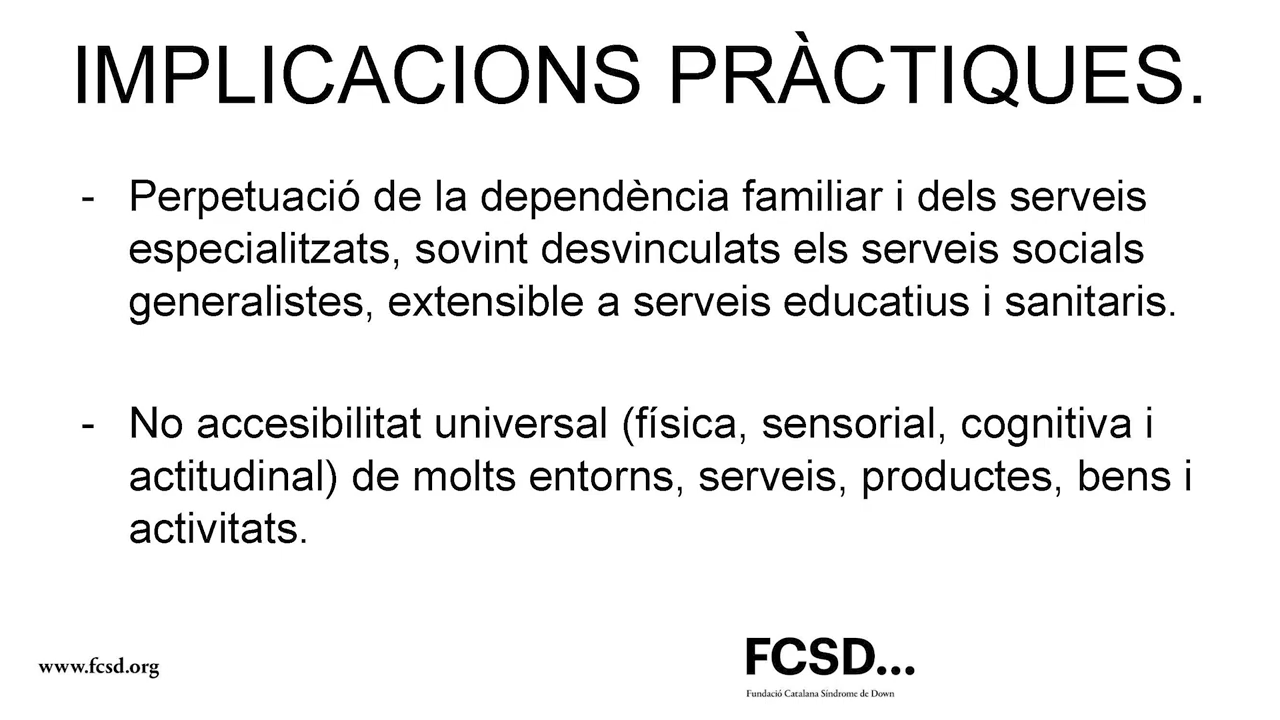 IMPLICACIONS PRÀCTIQUES.
- Perpetuació de la dependència familiar i dels serveis
especialitzats, sovint desvinculats els serveis socials
generalistes, extensible a serveis educatius i sanitaris.
- No accesibilitat universal (física, sensorial, cognitiva i
actitudinal) de molts entorns, serveis, productes, bens i
activitats.
www.fcsd.org
FCSD...
Fundació Catalana Síndrome de Down